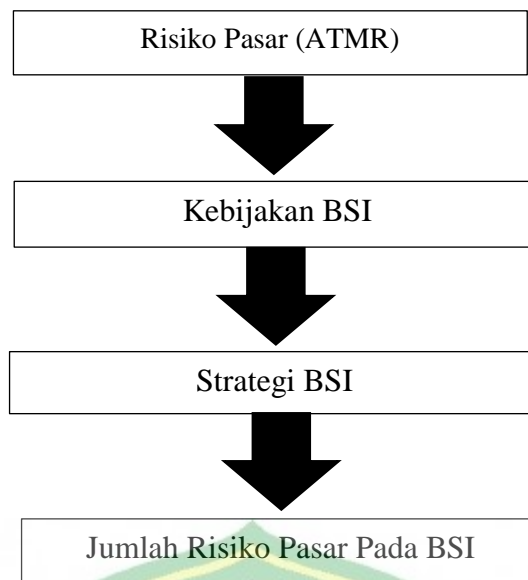 Risiko Pasar (ATMR)
Kebijakan BSI
Strategi BSI
Jumlah Risiko Pasar Pada BSI